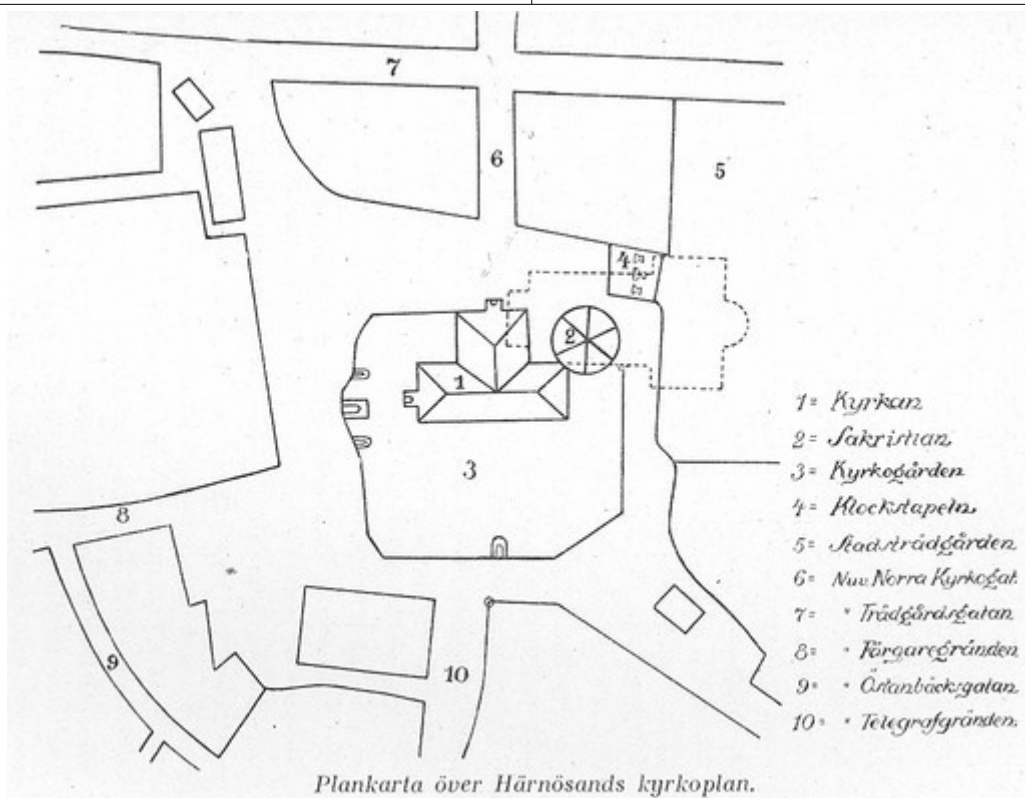 7
6
5
4
2
1
3
8
9
10
1= Kyrkan
2= Sakristian
3= Kyrkogården
4= Klockstapeln.
5= Stadsträdgården
6= Nuv. Norra Kyrkogat.
7= " Trädgårdsgatan
8= " Färgaregränden
9= " Östanbäcksgatan
10= " Telegrafgränden.
Plankarta över Härnösands kyrkoplan.